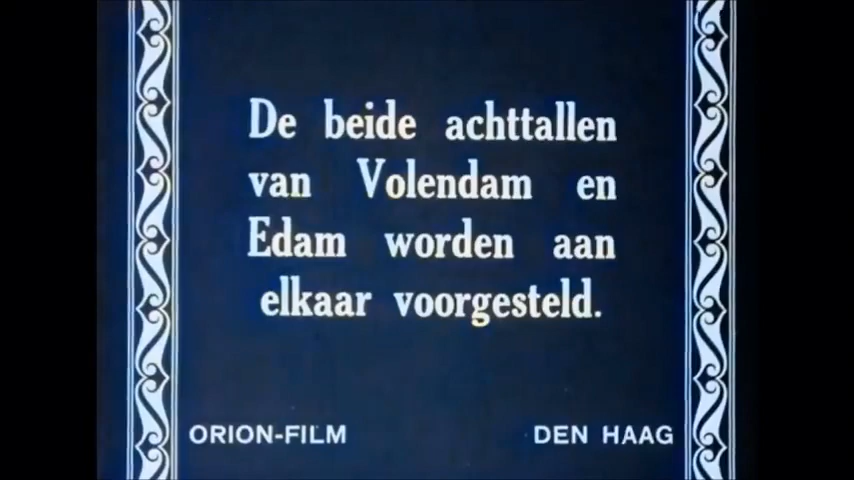 De beide achttallen
van Volendam en
Edam worden aan
elkaar voorgesteld.
ORION-FILM DEN HAAG